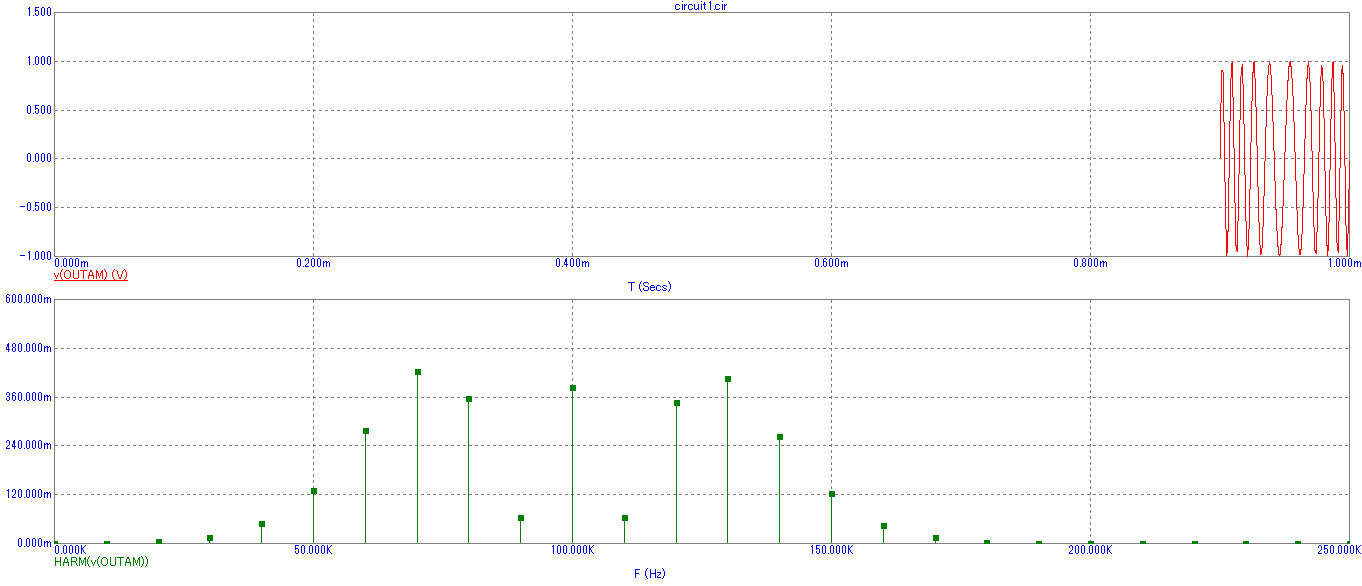 circuit1.cir
1.500
1.000
0.500
0.000
-0.500
-1.000
0.000m 0.200m 0.400m 0.600m 0.800m 1.000m
v(OUTAM) (V)
T (Secs)
600.000m
480.000m
360.000m
240.000m
120.000m
0.000m
0.000K 50.000K 100.000K 150.000K 200.000K 250.000K
HARM(v(OUTAM))
F (Hz)